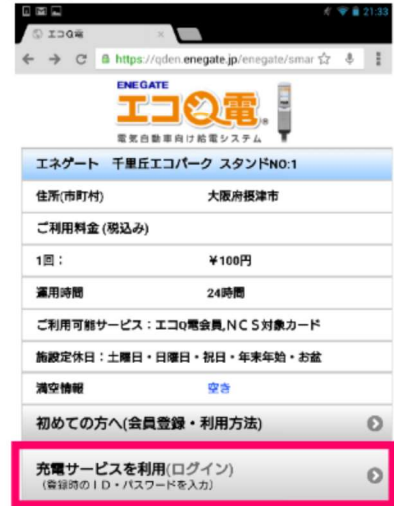 21:33
エコQ電
https://qden.enegate.jp/enegate/smar
ENEGATE
エコQ電.
電気自動車向け給電システム
エネゲート 千里丘エコパーク スタンドNO:1
住所(市町村) 大阪府摂津市
ご利用料金(税込み)
1回: ¥100円
運用時間 24時間
ご利用可能サービス:エコQ電会員,NCS対象カード
施設定休日:土曜日・日曜日・祝日・年末年始・お盆
満空情報 空き
初めての方へ(会員登録・利用方法)
充電サービスを利用(ログイン)
(登録時のID・パスワードを入力)